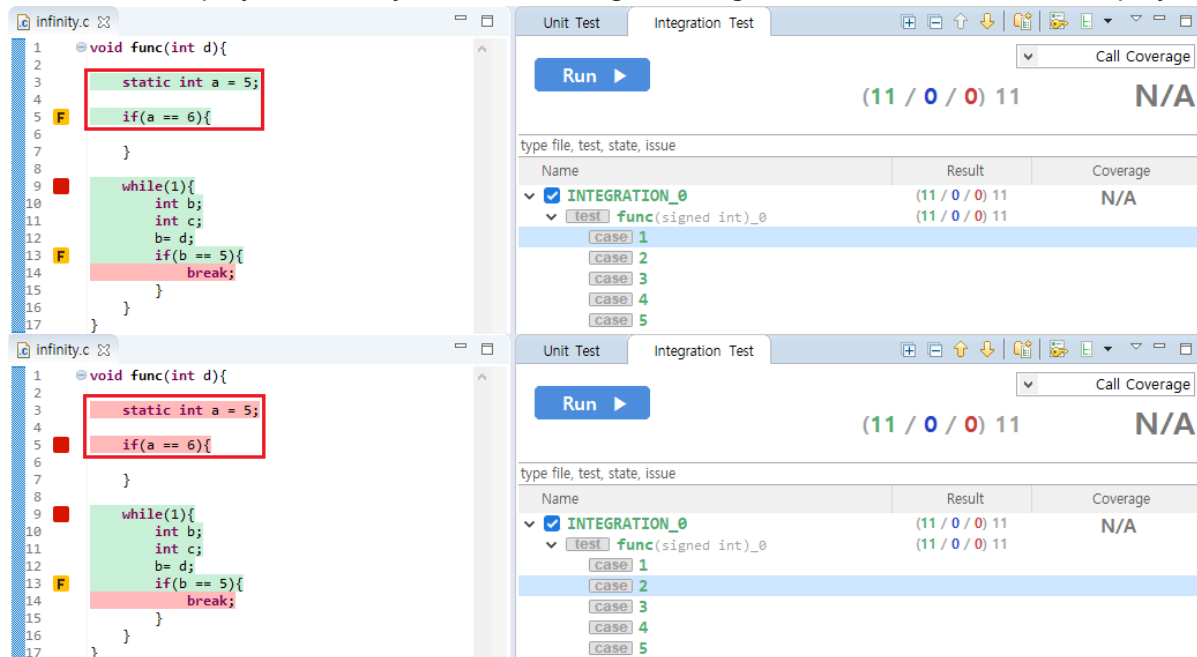 infinity.c
1 void func(int d){
2
3 static int a = 5;
4
5 F if(a == 6){
6
7 }
8
9 while(1){
10 int b;
11 int c;
12 b= d;
13 F if(b == 5){
14 break;
15 }
16 }
17 }
Unit Test Integration Test
Call Coverage
Run
(11 / 0 / 0) 11 N/A
type file, test, state, issue
Name Result Coverage
INTEGRATION_0 (11 / 0 / 0) 11 N/A
test func(signed int)_0 (11 / 0 / 0) 11
case 1
case 2
case 3
case 4
case 5
infinity.c
1 void func(int d){
2
3 static int a = 5;
4
5 if(a == 6){
6
7 }
8
9 while(1){
10 int b;
11 int c;
12 b= d;
13 F if(b == 5){
14 break;
15 }
16 }
17 }
Unit Test Integration Test
Call Coverage
Run
(11 / 0 / 0) 11 N/A
type file, test, state, issue
Name Result Coverage
INTEGRATION_0 (11 / 0 / 0) 11 N/A
test func(signed int)_0 (11 / 0 / 0) 11
case 1
case 2
case 3
case 4
case 5